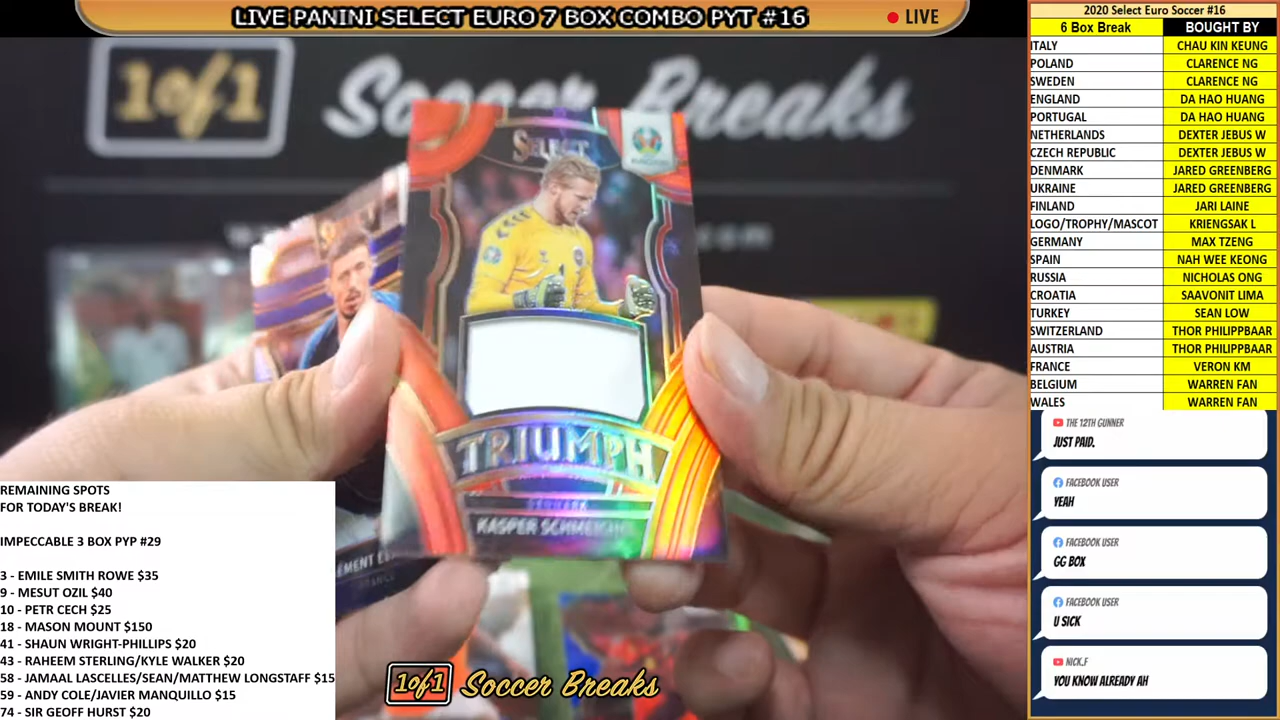 LIVE PANINI SELECT EURO 7 BOX COMBO PYT #16
LIVE
1of1
Soccer Breaks
SELECT
TRIUMPH
KASPER SCHMEICHEL
1of1 Soccer Breaks
REMAINING SPOTS
FOR TODAY'S BREAK!
IMPECCABLE 3 BOX PYP #29
3 - EMILE SMITH ROWE $35
9 - MESUT OZIL $40
10 - PETR CECH $25
18 - MASON MOUNT $150
41 - SHAUN WRIGHT-PHILLIPS $20
43 - RAHEEM STERLING/KYLE WALKER $20
58 - JAMAAL LASCELLES/SEAN/MATTHEW LONGSTAFF $15
59 - ANDY COLE/JAVIER MANQUILLO $15
74 - SIR GEOFF HURST $20
2020 Select Euro Soccer #16
6 Box Break BOUGHT BY
ITALY CHAU KIN KEUNG
POLAND CLARENCE NG
SWEDEN CLARENCE NG
ENGLAND DA HAO HUANG
PORTUGAL DA HAO HUANG
NETHERLANDS DEXTER JEBUS W
CZECH REPUBLIC DEXTER JEBUS W
DENMARK JARED GREENBERG
UKRAINE JARED GREENBERG
FINLAND JARI LAINE
LOGO/TROPHY/MASCOT KRIENGSAK L
GERMANY MAX TZENG
SPAIN NAH WEE KEONG
RUSSIA NICHOLAS ONG
CROATIA SAAVONIT LIMA
TURKEY SEAN LOW
SWITZERLAND THOR PHILIPPBAAR
AUSTRIA THOR PHILIPPBAAR
FRANCE VERON KM
BELGIUM WARREN FAN
WALES WARREN FAN
THE 12TH GUNNER
JUST PAID.
FACEBOOK USER
YEAH
FACEBOOK USER
GG BOX
FACEBOOK USER
U SICK
NICK.F
YOU KNOW ALREADY AH